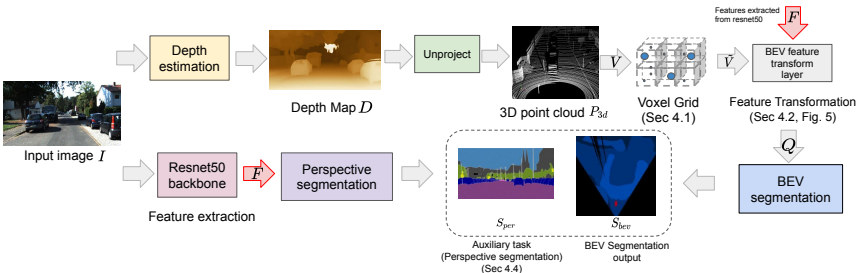 Features extracted
from resnet50
F
Depth
estimation
Unproject
V
Ṽ
BEV feature
transform
layer
Depth Map D
3D point cloud P3d
Voxel Grid
(Sec 4.1)
Feature Transformation
(Sec 4.2, Fig. 5)
Input image I
Q
Resnet50
backbone
F
Perspective
segmentation
BEV
segmentation
Feature extraction
Sper
Sbev
Auxiliary task
(Perspective segmentation)
(Sec 4.4)
BEV Segmentation
output